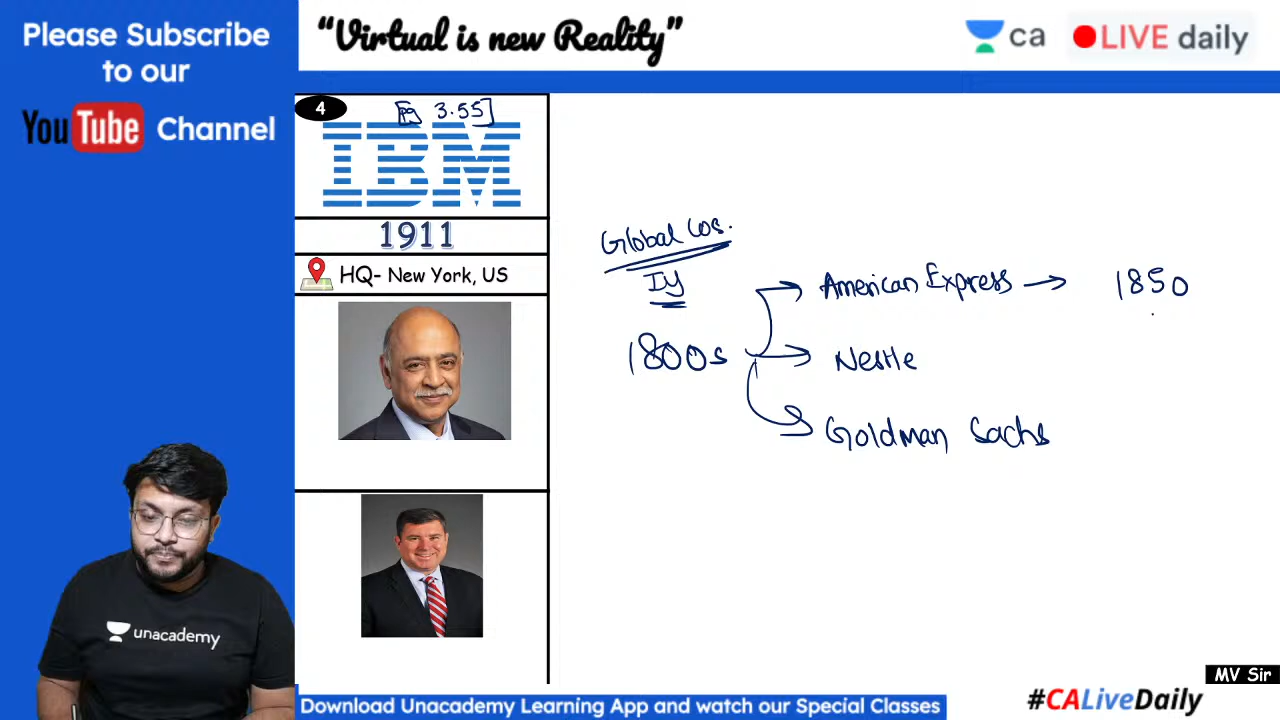 Please Subscribe
to our
YouTube Channel
"Virtual is new Reality"
ca
LIVE daily
4
[Pg 3.55]
IBM
1911
HQ- New York, US
Global Cos.
IY
1800s
American Express → 1850
Nestle
Goldman Sachs
unacademy
MV Sir
Download Unacademy Learning App and watch our Special Classes
#CALiveDaily